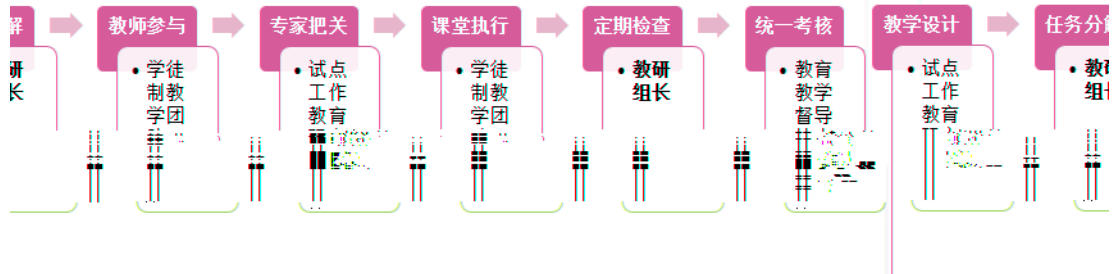 解
教师参与
专家把关
课堂执行
定期检查
统一考核
教学设计
任务分解
研
长
• 学徒
制教
学团
• 试点
工作
教育
• 学徒
制教
学团
• 教研
组长
• 教育
教学
督导
• 试点
工作
教育
• 教研
组长